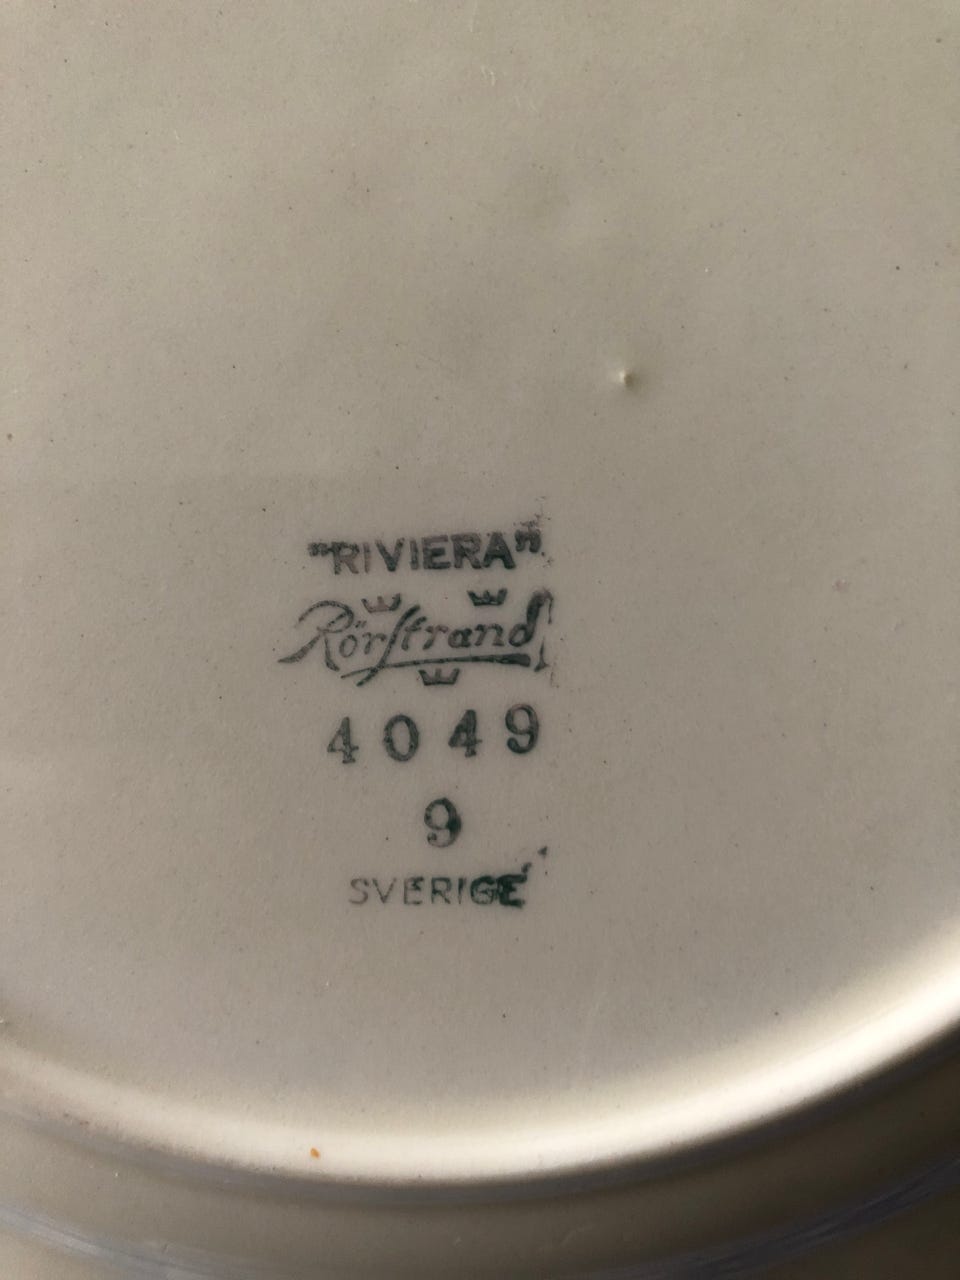 "RIVIERA"
Rörstrand
4049
9
SVERIGE